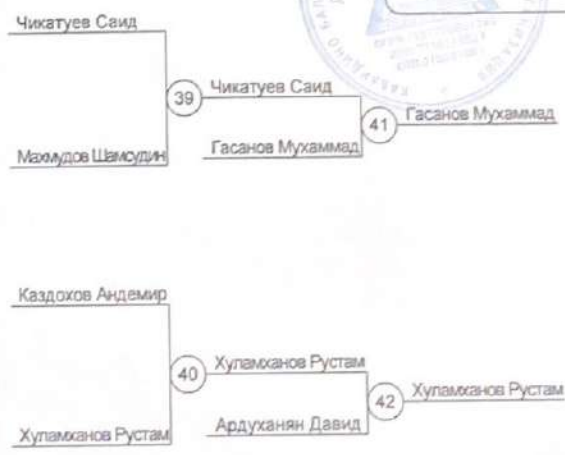 Чикатуев Саид
39
Чикатуев Саид
41
Гасанов Мухаммад
Махмудов Шамсудин
Гасанов Мухаммад
Каздохов Андемир
40
Хуламханов Рустам
42
Хуламханов Рустам
Хуламханов Рустам
Ардуханян Давид